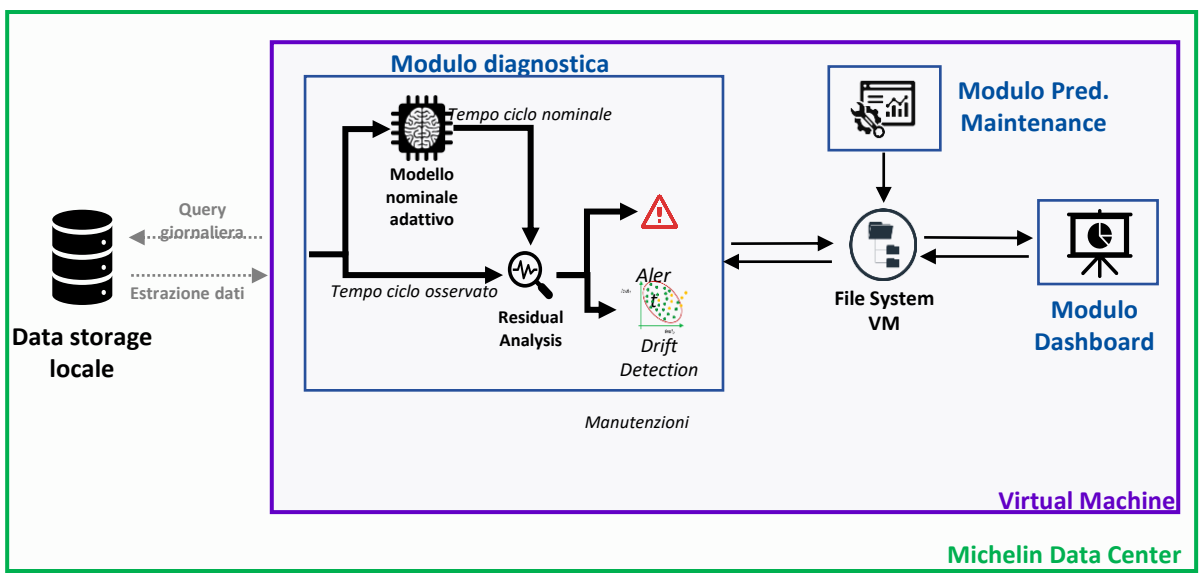 Modulo diagnostica
Tempo ciclo nominale
Modello
nominale
adattivo
Query
giornaliera
Estrazione dati
Data storage
locale
Tempo ciclo osservato
Residual
Analysis
Aler
t
Drift
Detection
Manutenzioni
Modulo Pred.
Maintenance
File System
VM
Modulo
Dashboard
Virtual Machine
Michelin Data Center